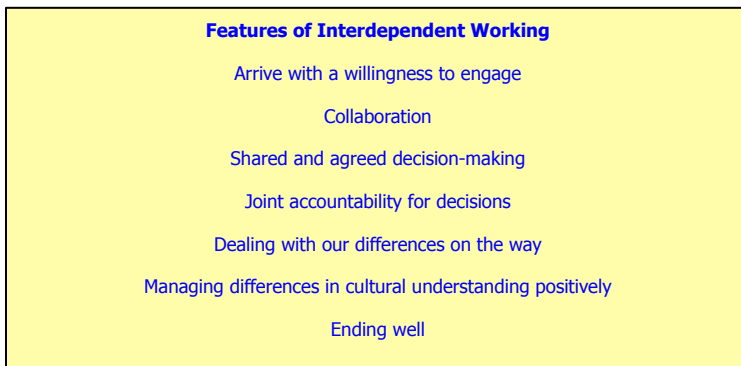 Features of Interdependent Working
Arrive with a willingness to engage
Collaboration
Shared and agreed decision-making
Joint accountability for decisions
Dealing with our differences on the way
Managing differences in cultural understanding positively
Ending well